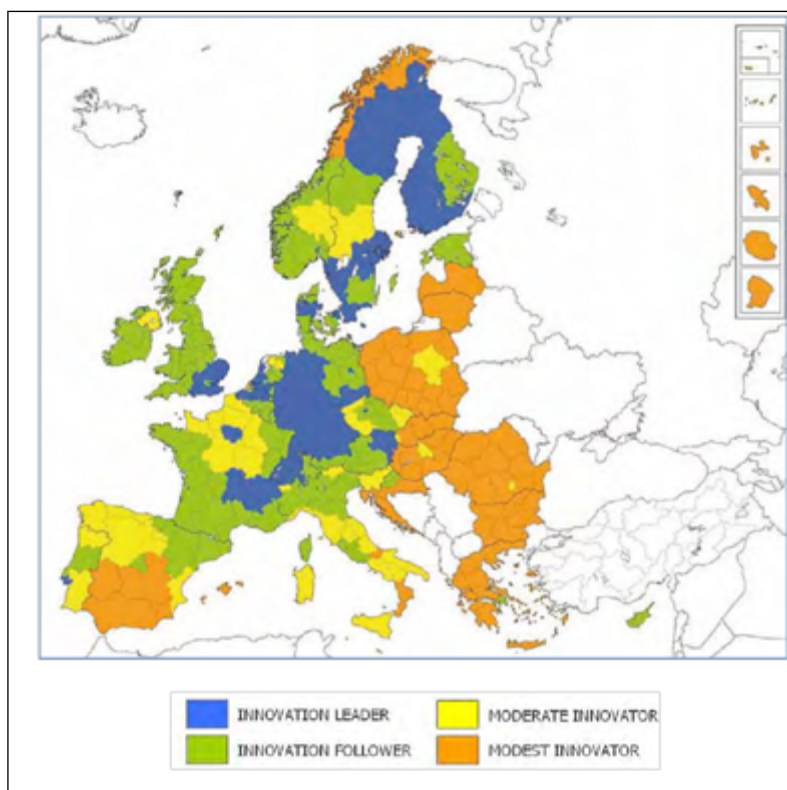 INNOVATION LEADER
MODERATE INNOVATOR
INNOVATION FOLLOWER
MODEST INNOVATOR